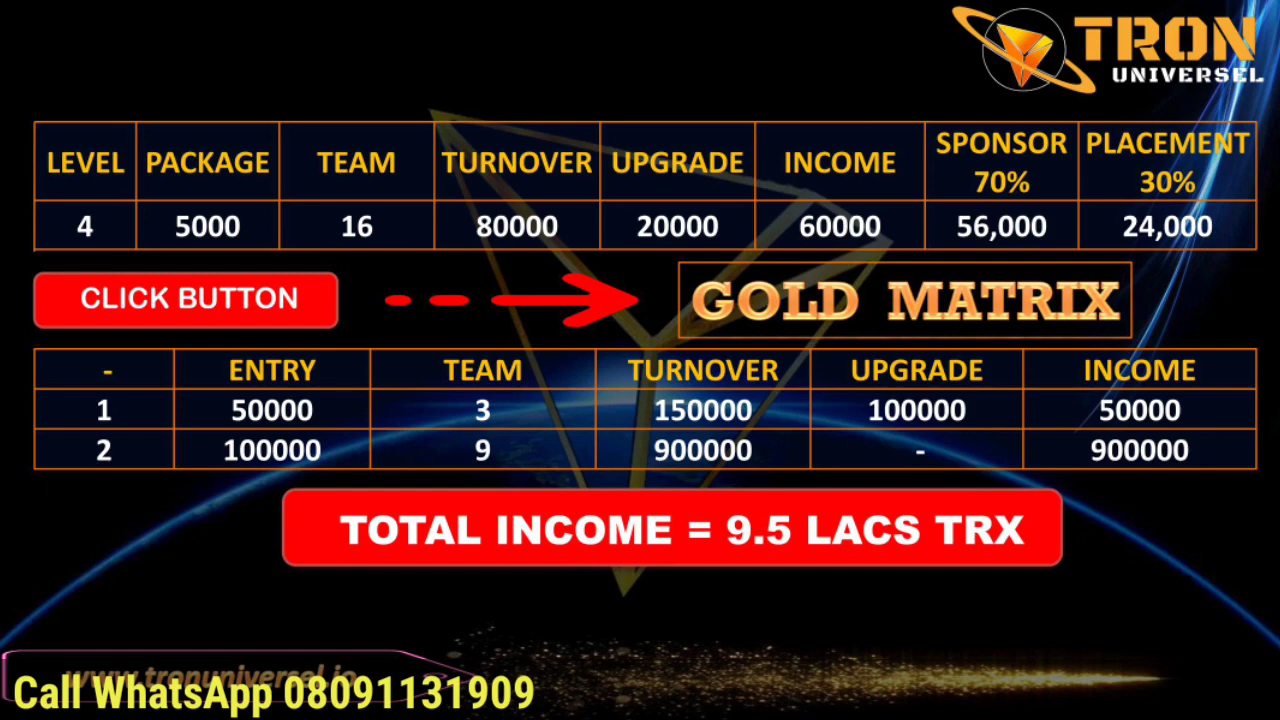 TRON
UNIVERSEL
LEVEL PACKAGE TEAM TURNOVER UPGRADE INCOME SPONSOR 70% PLACEMENT 30%
4 5000 16 80000 20000 60000 56,000 24,000
CLICK BUTTON
GOLD MATRIX
- ENTRY TEAM TURNOVER UPGRADE INCOME
1 50000 3 150000 100000 50000
2 100000 9 900000 - 900000
TOTAL INCOME = 9.5 LACS TRX
www.tronuniversel.io
Call WhatsApp 08091131909